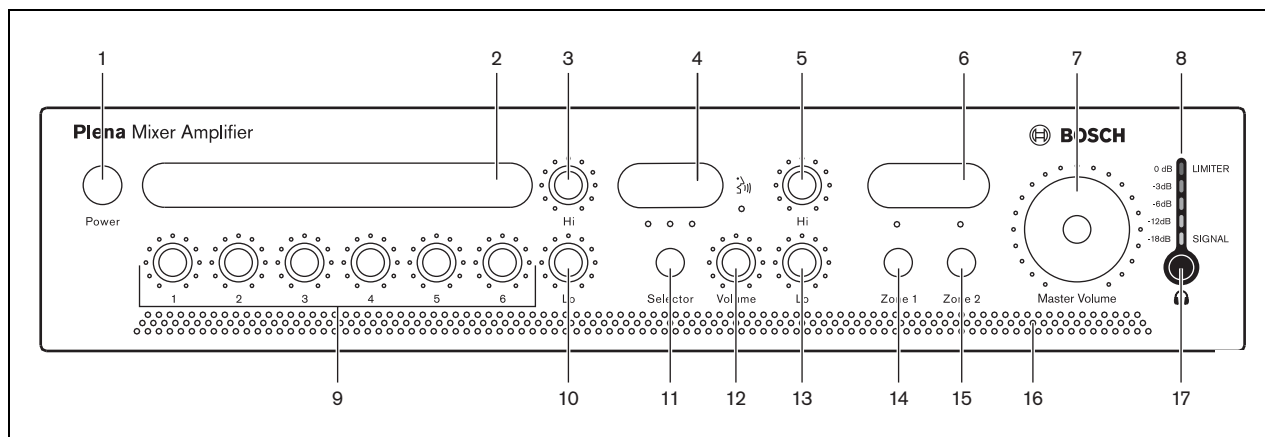 1 2 3 4 5 6 7 8
Plena Mixer Amplifier
BOSCH
0 dB LIMITER
-3dB
-6dB
-12dB
-18dB SIGNAL
Power
Hi
Hi
1 2 3 4 5 6
Lo
Selector
Volume
Lo
Zone 1
Zone 2
Master Volume
9 10 11 12 13 14 15 16 17